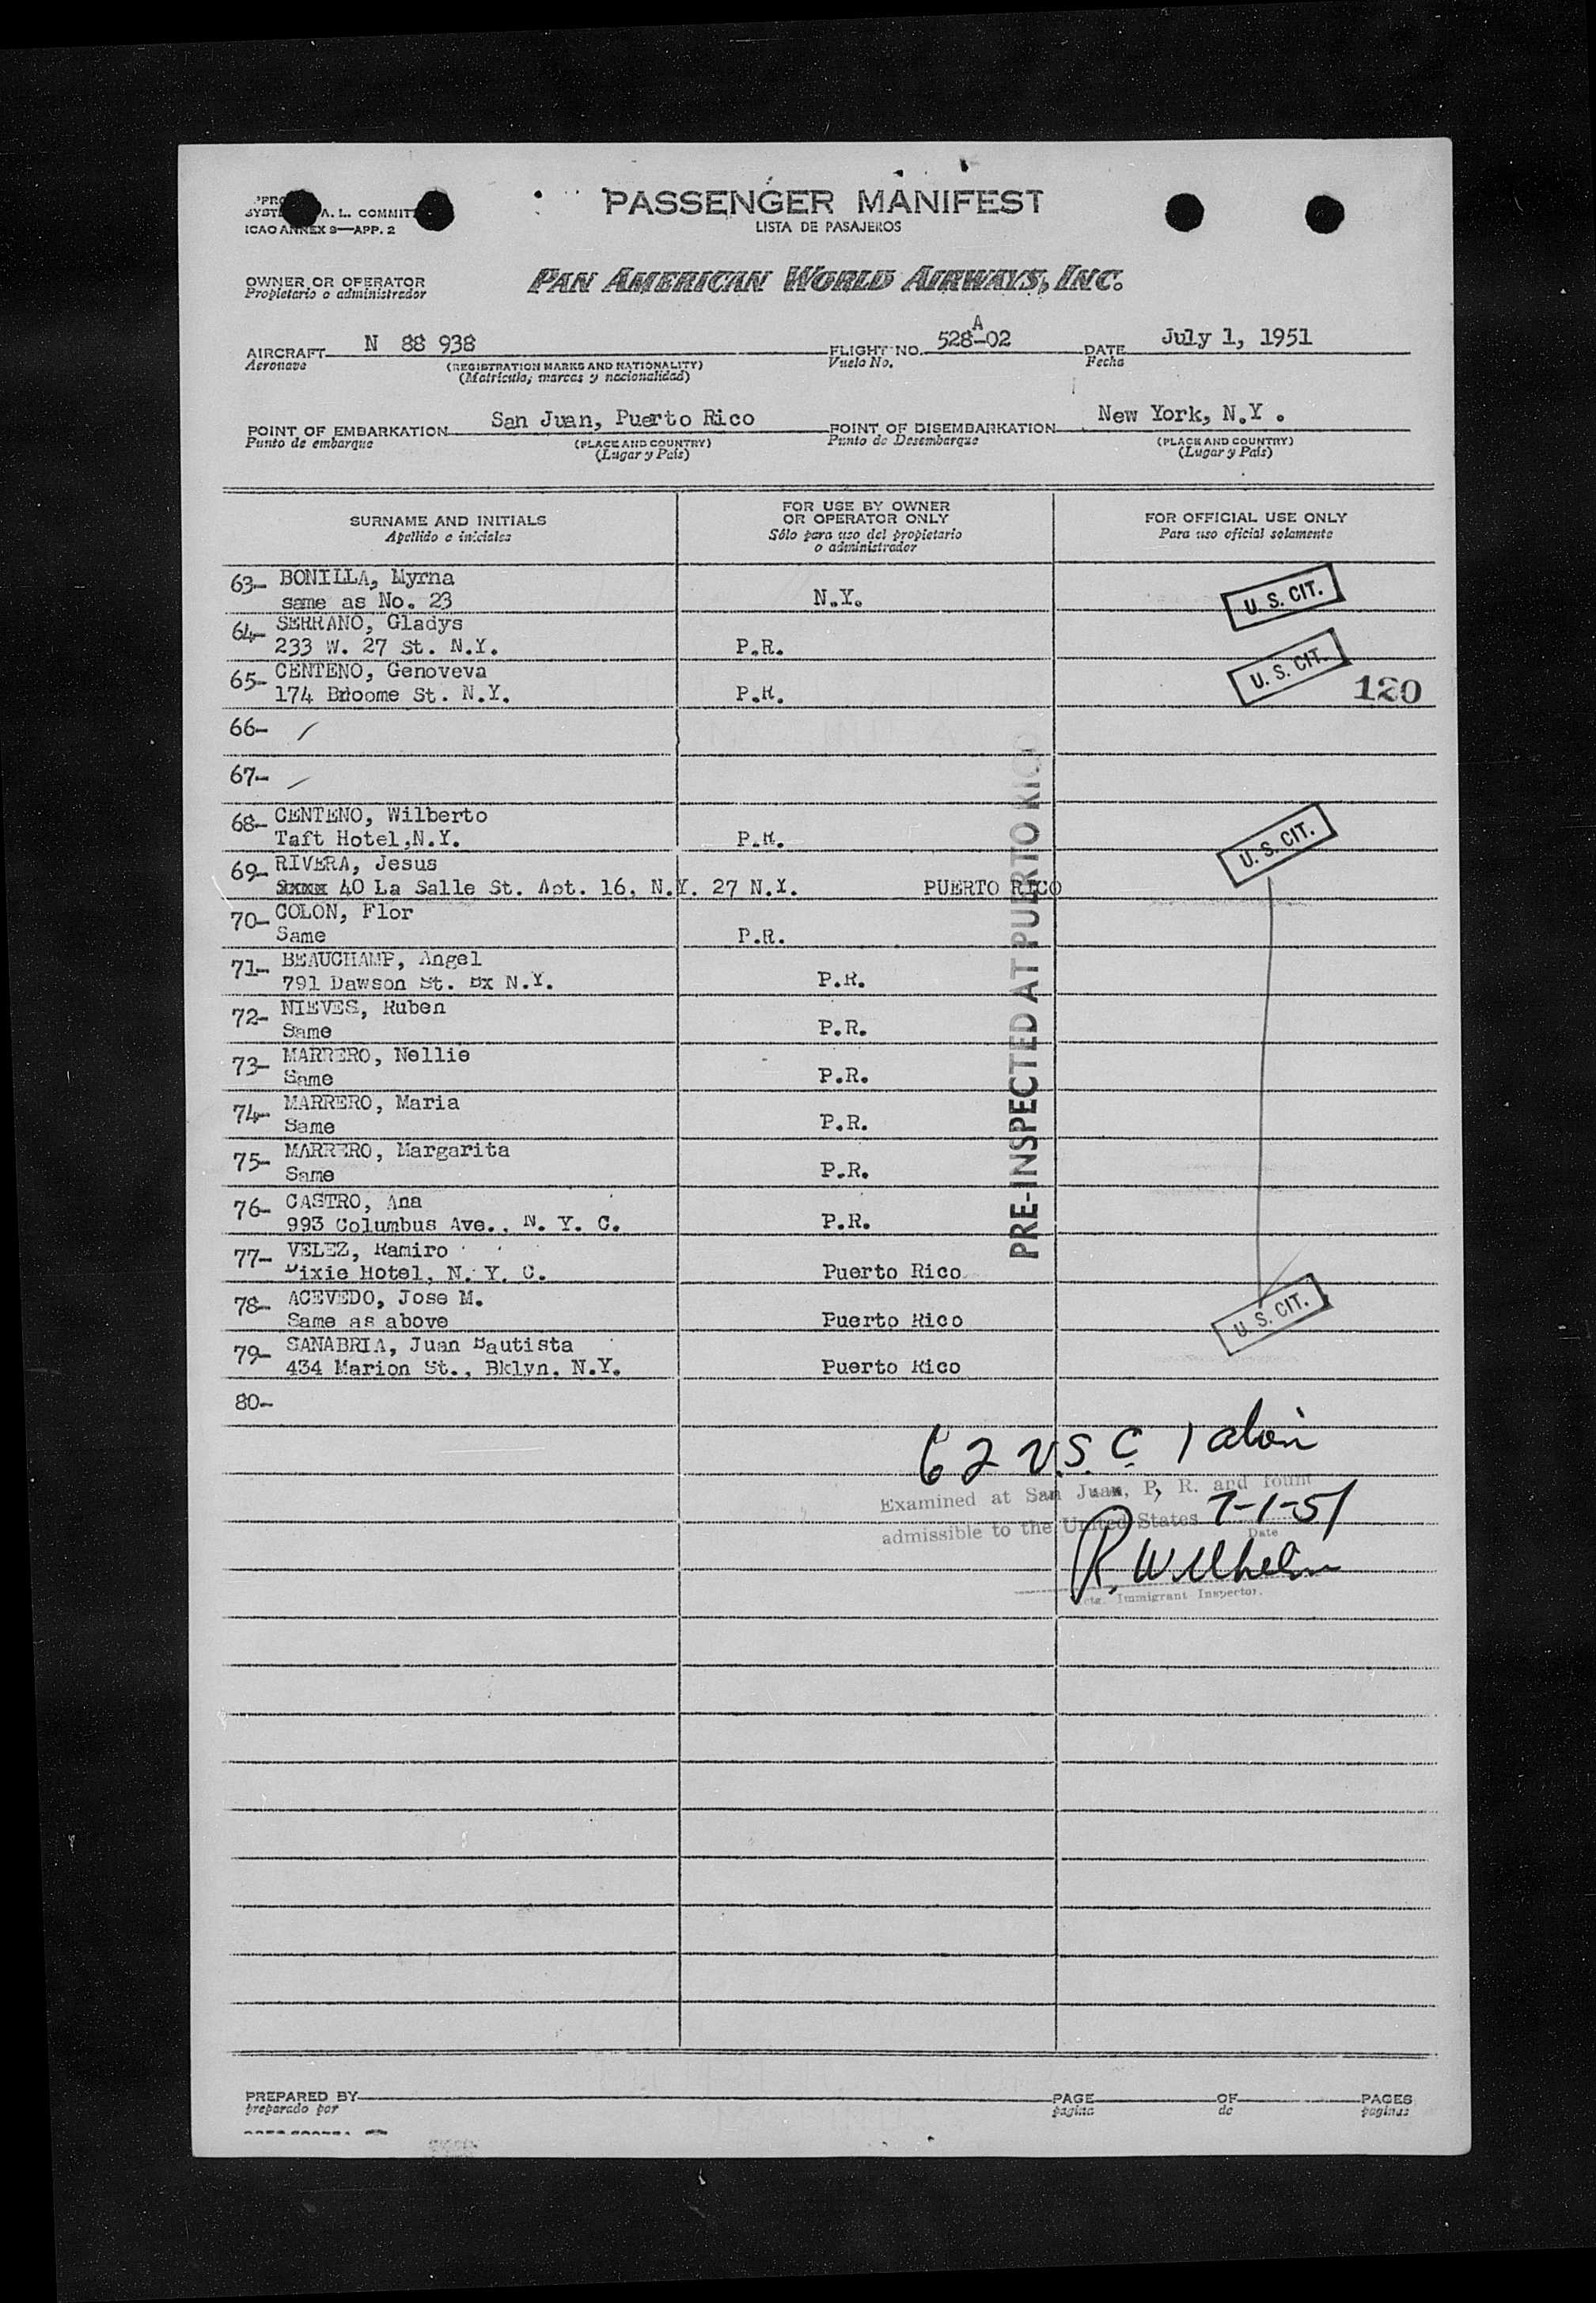 PASSENGER MANIFEST
LISTA DE PASAJEROS
A. L. COMMIT
ICAO ANNEX 9—APP. 2
OWNER OR OPERATOR
Propietario o administrador
PAN AMERICAN WORLD AIRWAYS, INC.
AIRCRAFT N 88 938 FLIGHT NO. 528-02 A DATE July 1, 1951
Aeronave (REGISTRATION MARKS AND NATIONALITY) Vuelo No. Fecha
(Matricula, marcas y nacionalidad)
POINT OF EMBARKATION San Juan, Puerto Rico POINT OF DISEMBARKATION New York, N.Y .
Punto de embarque (PLACE AND COUNTRY) Punto de Desembarque (PLACE AND COUNTRY)
(Lugar y País) (Lugar y País)
SURNAME AND INITIALS FOR USE BY OWNER OR OPERATOR ONLY FOR OFFICIAL USE ONLY
Apellido e iniciales Sólo para uso del propietario o administrador Para uso oficial solamente
63- BONILLA, Myrna
same as No. 23 N.Y. U. S. CIT.
64- SERRANO, Gladys
233 W. 27 St. N.Y. P.R.
65- CENTENO, Genoveva U. S. CIT.
174 Broome St. N.Y. P.R. 120
66-
67-
68- CENTENO, Wilberto
Taft Hotel,N.Y. P.R. U. S. CIT.
69- RIVERA, Jesus
40 La Salle St. Apt. 16, N.Y. 27 N.Y. PUERTO RICO
70- COLON, Flor
Same P.R.
71- BEAUCHAMP, Angel
791 Dawson St. Bx N.Y. P.R.
72- NIEVES, Ruben
Same P.R.
73- MARRERO, Nellie
Same P.R.
74- MARRERO, Maria
Same P.R.
75- MARRERO, Margarita
Same P.R.
76- CASTRO, Ana
993 Columbus Ave., N. Y. C. P.R.
77- VELEZ, Ramiro
Dixie Hotel, N. Y. C. Puerto Rico
78- ACEVEDO, Jose M.
Same as above Puerto Rico U. S. CIT.
79- SANABRIA, Juan Bautista
434 Marion St., Bklyn. N.Y. Puerto Rico
80-
PRE-INSPECTED AT PUERTO RICO
62 U.S. C. 1
Examined at San Juan, P. R. and found
admissible to the United States 7-1-51
Date
R. Wilhelm
Immigrant Inspector.
PREPARED BY PAGE OF PAGES
preparado por pagina de paginas